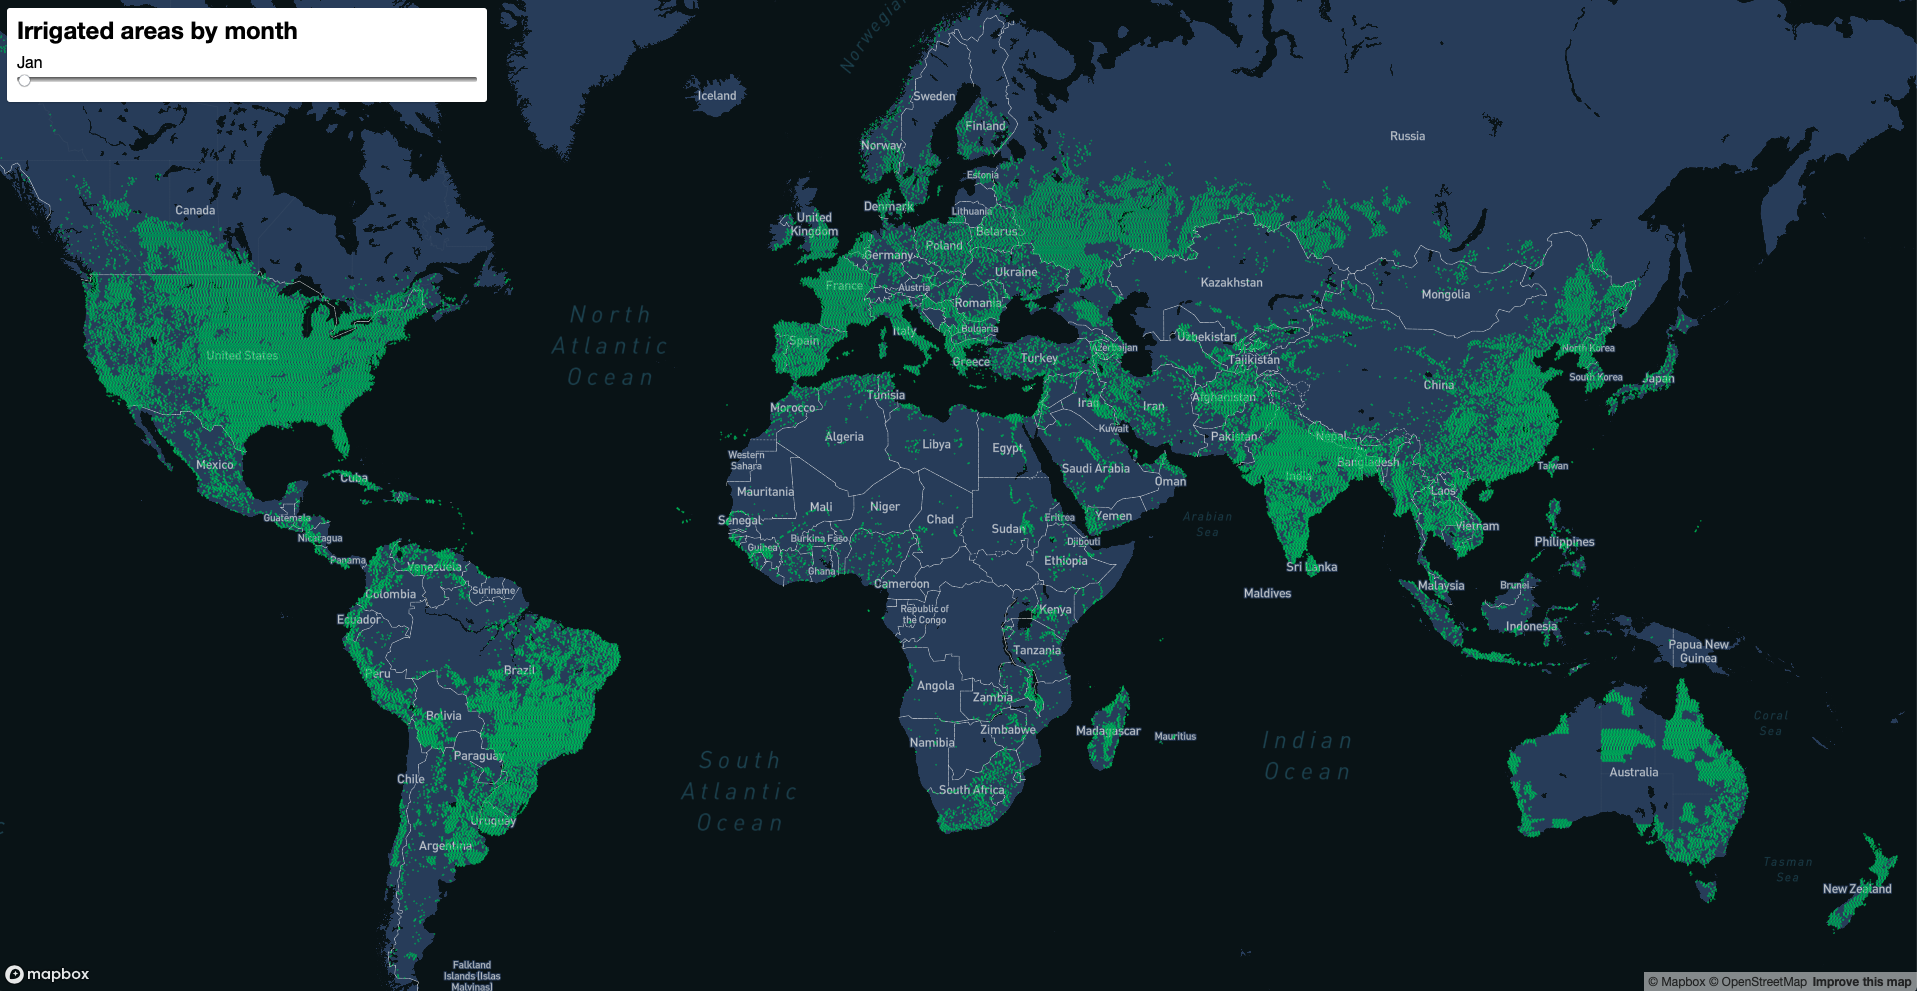 Irrigated areas by month
Jan
Norwegian
Iceland
Sweden
Finland
Norway
Russia
Estonia
Canada
Denmark
Lithuania
United
Kingdom
Belarus
Poland
Germany
Ukraine
Kazakhstan
France
Austria
Mongolia
Romania
North
Atlantic
Ocean
Italy
Bulgaria
Spain
Uzbekistan
Azerbaijan
North Korea
United States
Greece
Turkey
Tajikistan
South Korea
Japan
China
Tunisia
Afghanistan
Iraq
Iran
Morocco
Kuwait
Algeria
Libya
Egypt
Pakistan
Nepal
Western
Sahara
Mexico
Saudi Arabia
Bangladesh
Taiwan
Cuba
India
Oman
Mauritania
Laos
Mali
Niger
Guatemala
Senegal
Chad
Sudan
Eritrea
Yemen
Arabian
Sea
Vietnam
Nicaragua
Burkina Faso
Djibouti
Philippines
Guinea
Panama
Venezuela
Ghana
Ethiopia
Sri Lanka
Cameroon
Malaysia
Brunei...
Colombia
Suriname
Maldives
Republic of
the Congo
Kenya
Ecuador
Indonesia
Tanzania
Papua New
Guinea
Peru
Brazil
Angola
Zambia
Bolivia
Coral
Sea
Zimbabwe
Madagascar
Mauritius
Namibia
Indian
Ocean
Paraguay
South
Atlantic
Ocean
Chile
Australia
South Africa
Uruguay
Argentina
Tasman
Sea
New Zealand
Falkland
Islands (Islas
Malvinas)
mapbox
© Mapbox © OpenStreetMap Improve this map